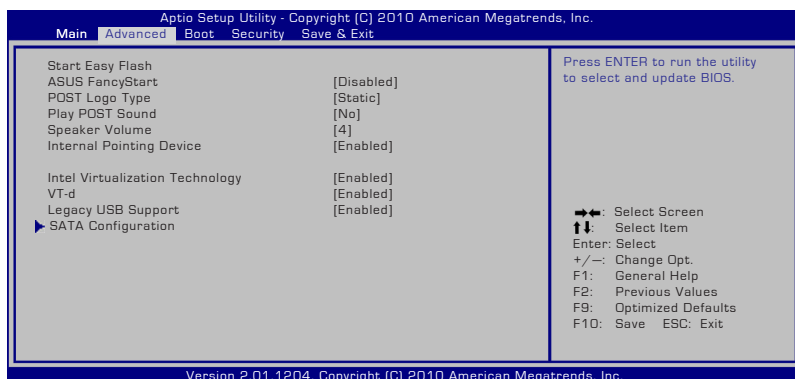 Aptio Setup Utility - Copyright (C) 2010 American Megatrends, Inc.
Main Advanced Boot Security Save & Exit
Start Easy Flash
ASUS FancyStart [Disabled]
POST Logo Type [Static]
Play POST Sound [No]
Speaker Volume [4]
Internal Pointing Device [Enabled]
Intel Virtualization Technology [Enabled]
VT-d [Enabled]
Legacy USB Support [Enabled]
SATA Configuration
Press ENTER to run the utility
to select and update BIOS.
→←: Select Screen
↑↓: Select Item
Enter: Select
+/—: Change Opt.
F1: General Help
F2: Previous Values
F9: Optimized Defaults
F10: Save ESC: Exit
Version 2.01.1204. Copyright (C) 2010 American Megatrends, Inc.